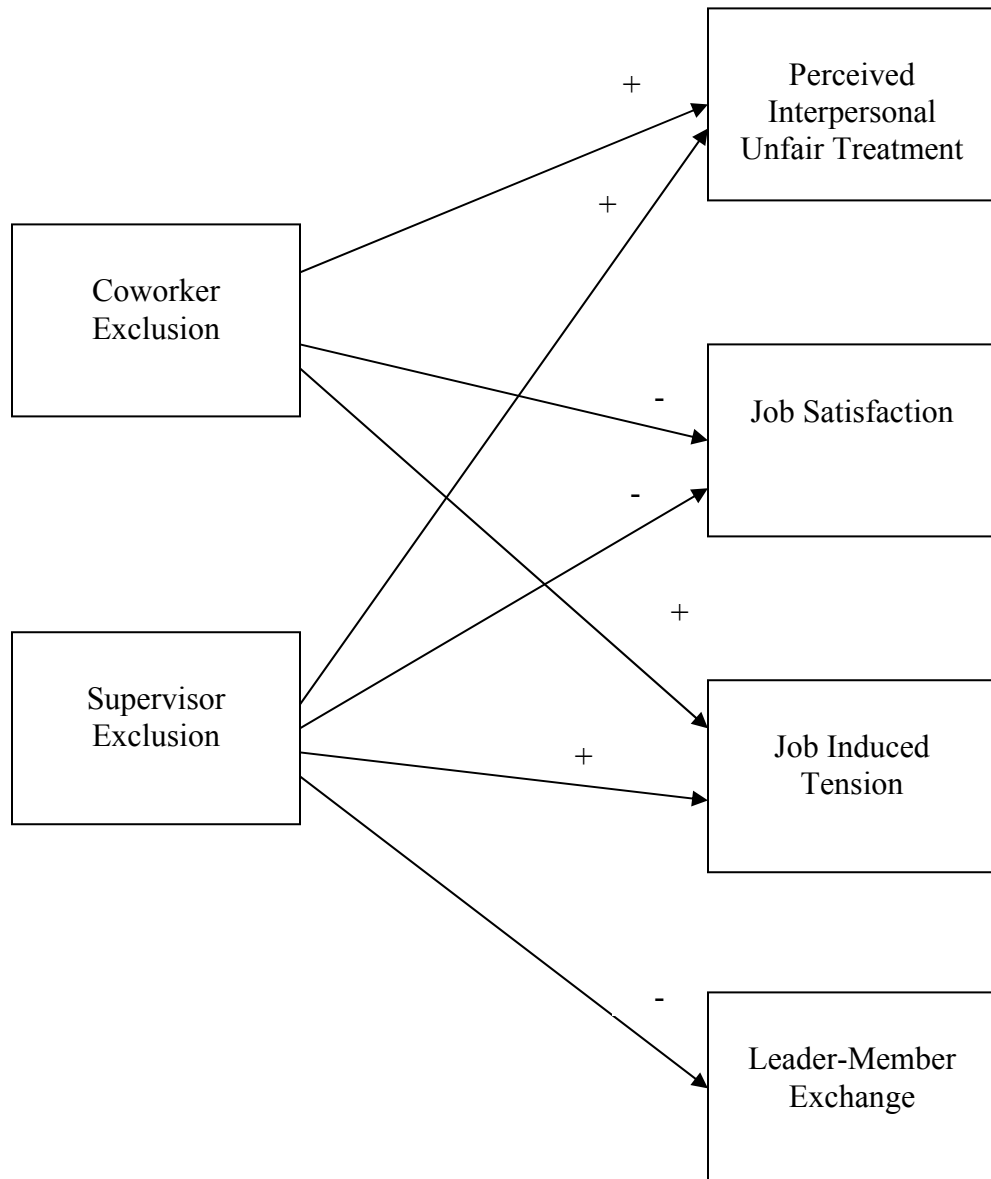 +
Perceived
Interpersonal
Unfair Treatment
+
Coworker
Exclusion
-
Job Satisfaction
-
+
Supervisor
Exclusion
+
Job Induced
Tension
-
Leader-Member
Exchange